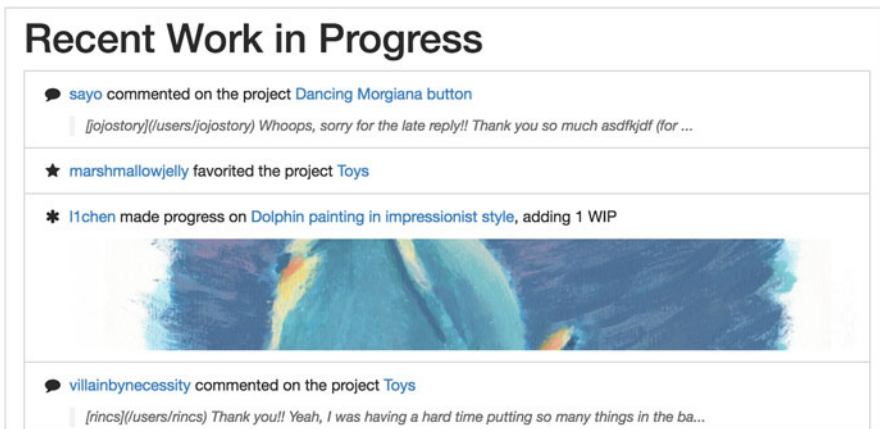 Recent Work in Progress
sayo commented on the project Dancing Morgiana button
[jojostory](/users/jojostory) Whoops, sorry for the late reply!! Thank you so much asdfkjdf (for ...
marshmallowjelly favorited the project Toys
l1chen made progress on Dolphin painting in impressionist style, adding 1 WIP
villainbynecessity commented on the project Toys
[rincs](/users/rincs) Thank you!! Yeah, I was having a hard time putting so many things in the ba...